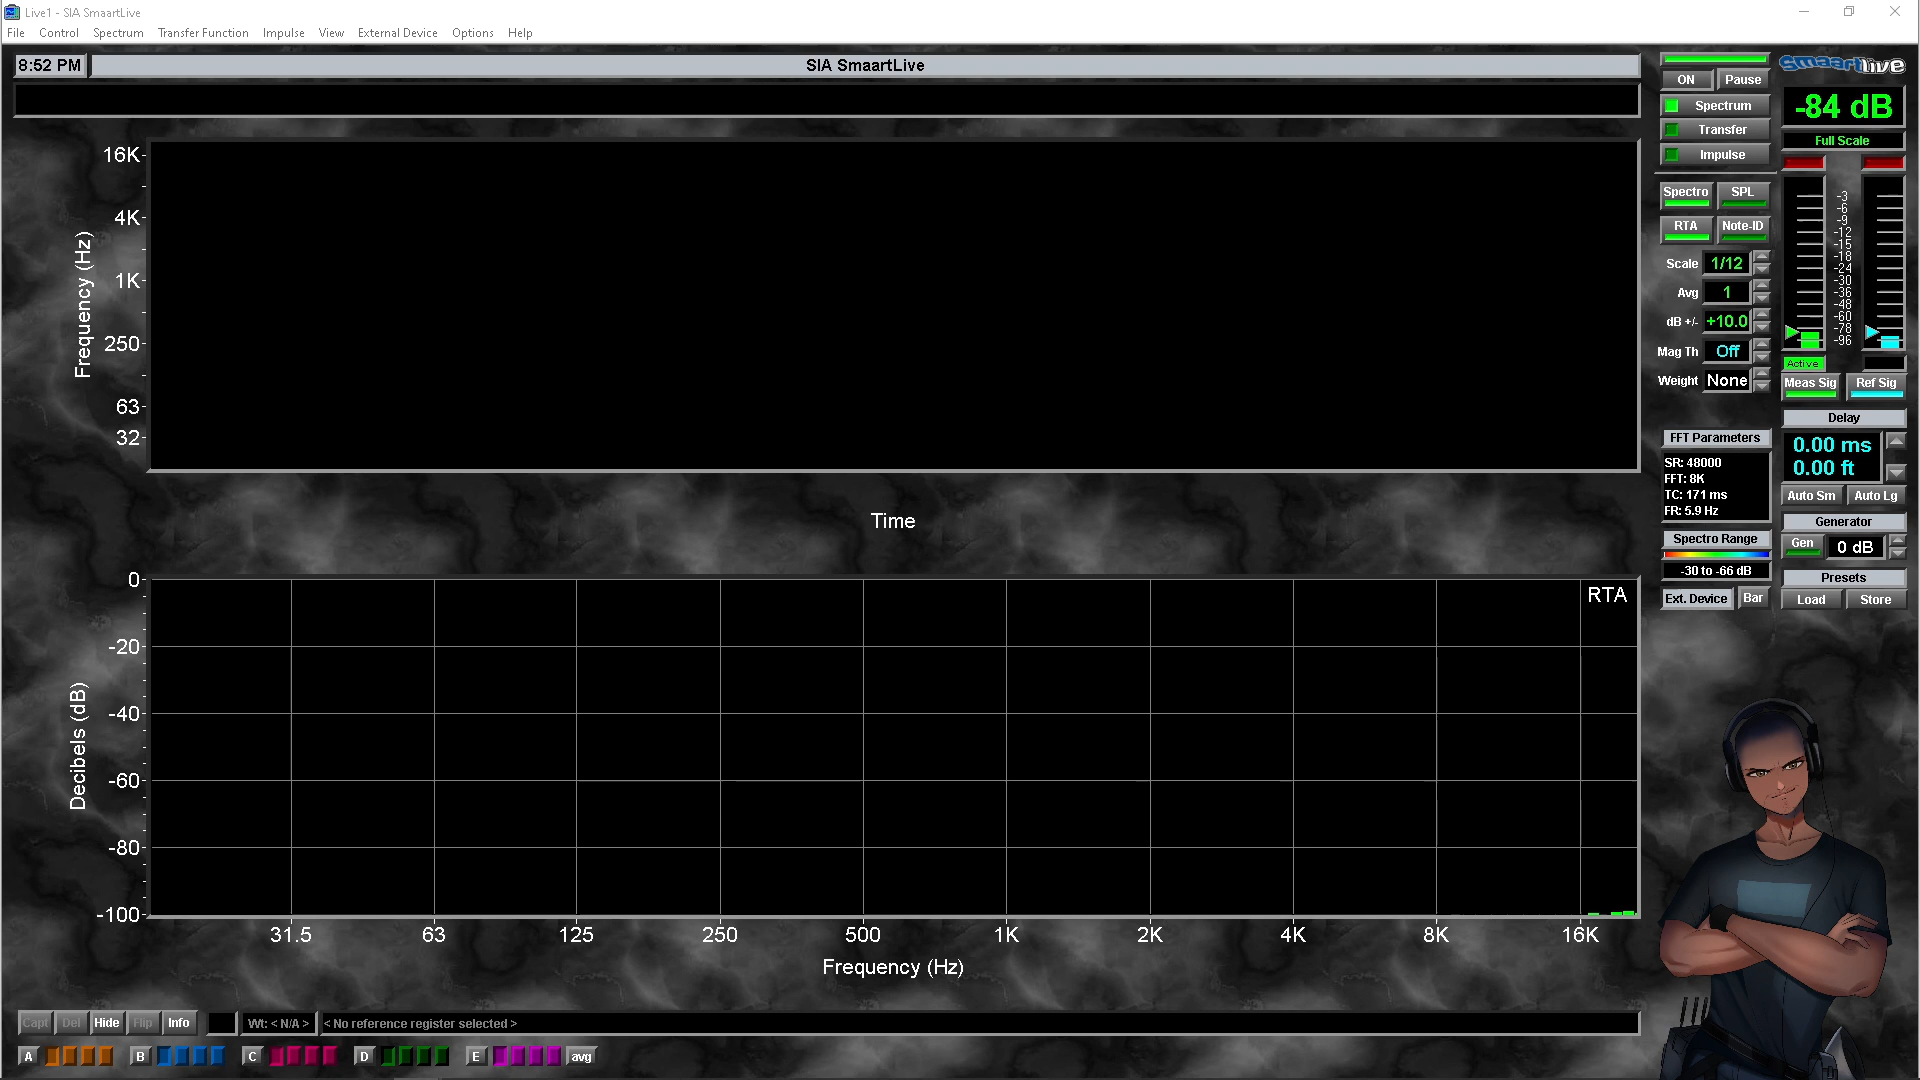 Live1 - SIA SmaartLive
File Control Spectrum Transfer Function Impulse View External Device Options Help
8:52 PM SIA SmaartLive
smaartlive
ON Pause
-84 dB
Spectrum
Transfer
Full Scale
Impulse
16K
4K
1K
250
63
32
Frequency (Hz)
Time
Spectro SPL
RTA Note-ID
Scale 1/12
Avg 1
dB +/- +10.0
Mag Th Off
Weight None
-3
-6
-9
-12
-15
-18
-24
-30
-36
-48
-60
-78
-96
Active
Meas Sig Ref Sig
FFT Parameters
SR: 48000
FFT: 8K
TC: 171 ms
FR: 5.9 Hz
Spectro Range
-30 to -66 dB
Ext. Device Bar
Delay
0.00 ms
0.00 ft
Auto Sm Auto Lg
Generator
Gen 0 dB
Presets
Load Store
RTA
0
-20
-40
-60
-80
-100
Decibels (dB)
31.5 63 125 250 500 1K 2K 4K 8K 16K
Frequency (Hz)
Capt Del Hide Flip Info Wt: < N/A > < No reference register selected >
A B C D E avg